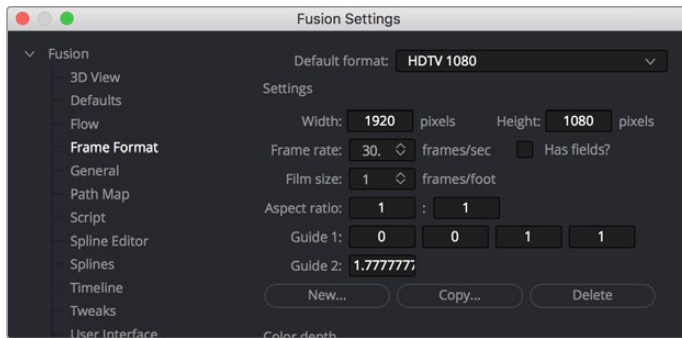 Fusion Settings
Fusion
3D View
Defaults
Flow
Frame Format
General
Path Map
Script
Spline Editor
Splines
Timeline
Tweaks
User Interface
Default format: HDTV 1080
Settings
Width: 1920 pixels Height: 1080 pixels
Frame rate: 30. frames/sec Has fields?
Film size: 1 frames/foot
Aspect ratio: 1 : 1
Guide 1: 0 0 1 1
Guide 2: 1.7777777
New... Copy... Delete
Color depth